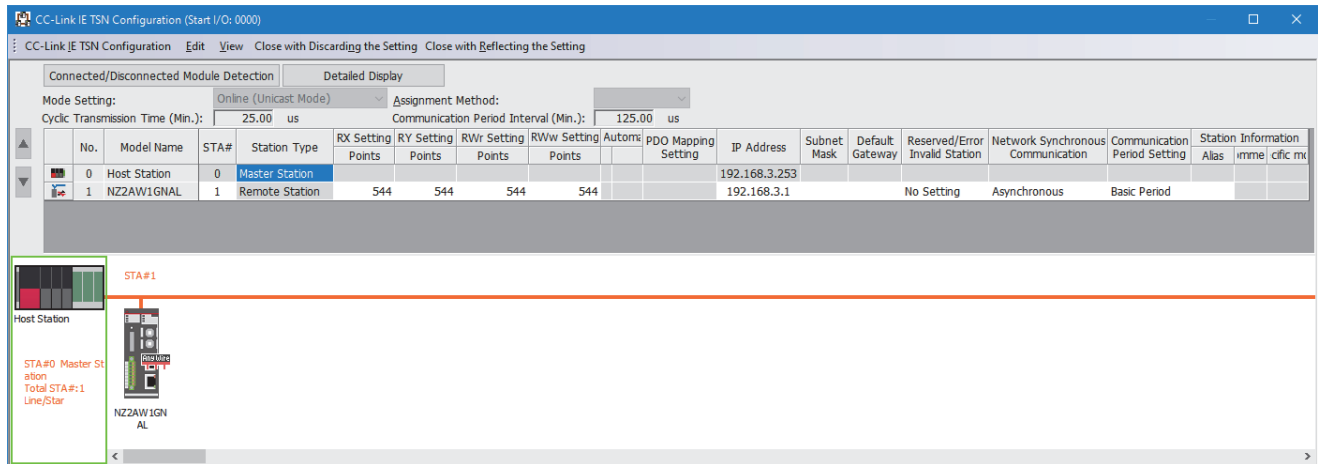 CC-Link IE TSN Configuration (Start I/O: 0000)
CC-Link IE TSN Configuration Edit View Close with Discarding the Setting Close with Reflecting the Setting
Connected/Disconnected Module Detection Detailed Display
Mode Setting: Online (Unicast Mode) Assignment Method:
Cyclic Transmission Time (Min.): 25.00 us Communication Period Interval (Min.): 125.00 us
No. Model Name STA# Station Type RX Setting RY Setting RWr Setting RWw Setting Automa PDO Mapping Setting IP Address Subnet Mask Default Gateway Reserved/Error Invalid Station Network Synchronous Communication Communication Period Setting Station Information
Points Points Points Points Alias mme cific mo
0 Host Station 0 Master Station 192.168.3.253
1 NZ2AW1GNAL 1 Remote Station 544 544 544 544 192.168.3.1 No Setting Asynchronous Basic Period
STA#1
Host Station
AnyWire
STA#0 Master St
ation
Total STA#:1
Line/Star
NZ2AW1GN
AL